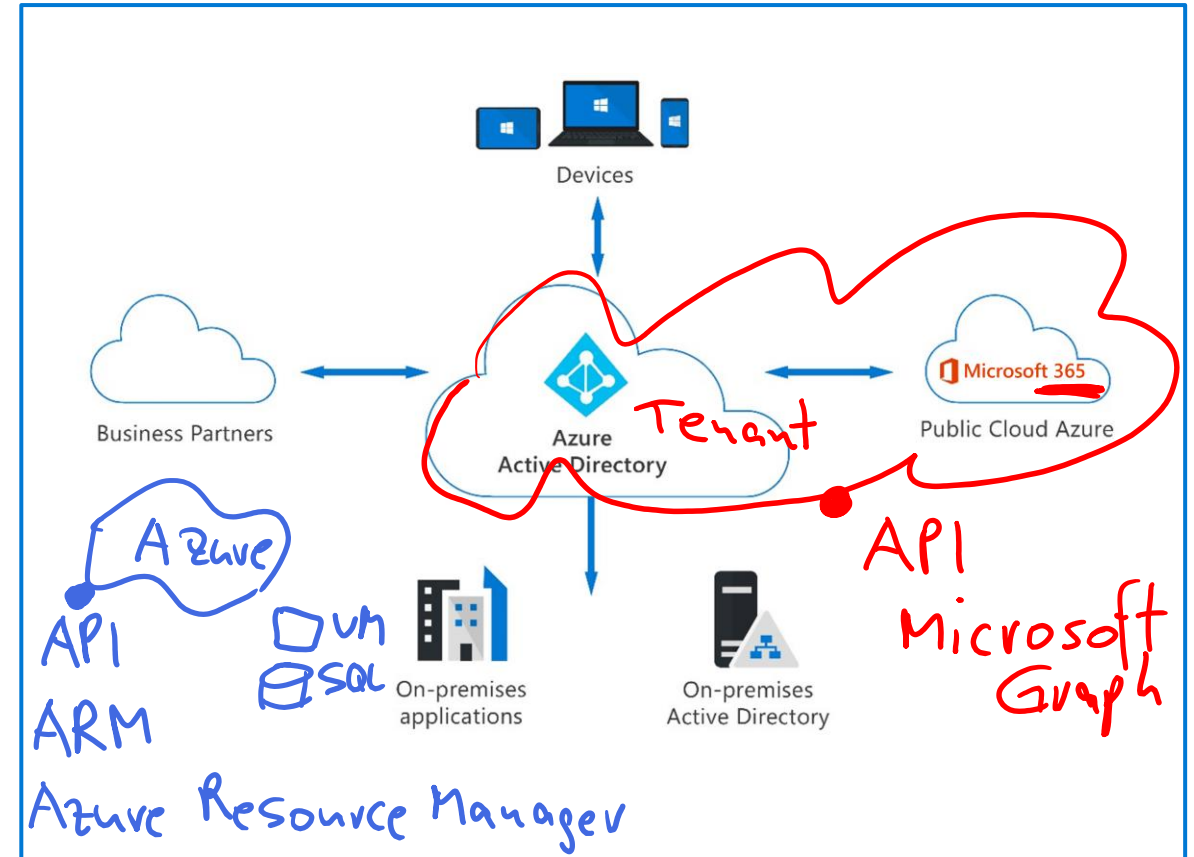 Devices
Business Partners
Azure
Active Directory
Tenant
Microsoft 365
Public Cloud Azure
Azure
API
VM
SQL
ARM
Azure Resource Manager
On-premises
applications
On-premises
Active Directory
API
Microsoft
Graph